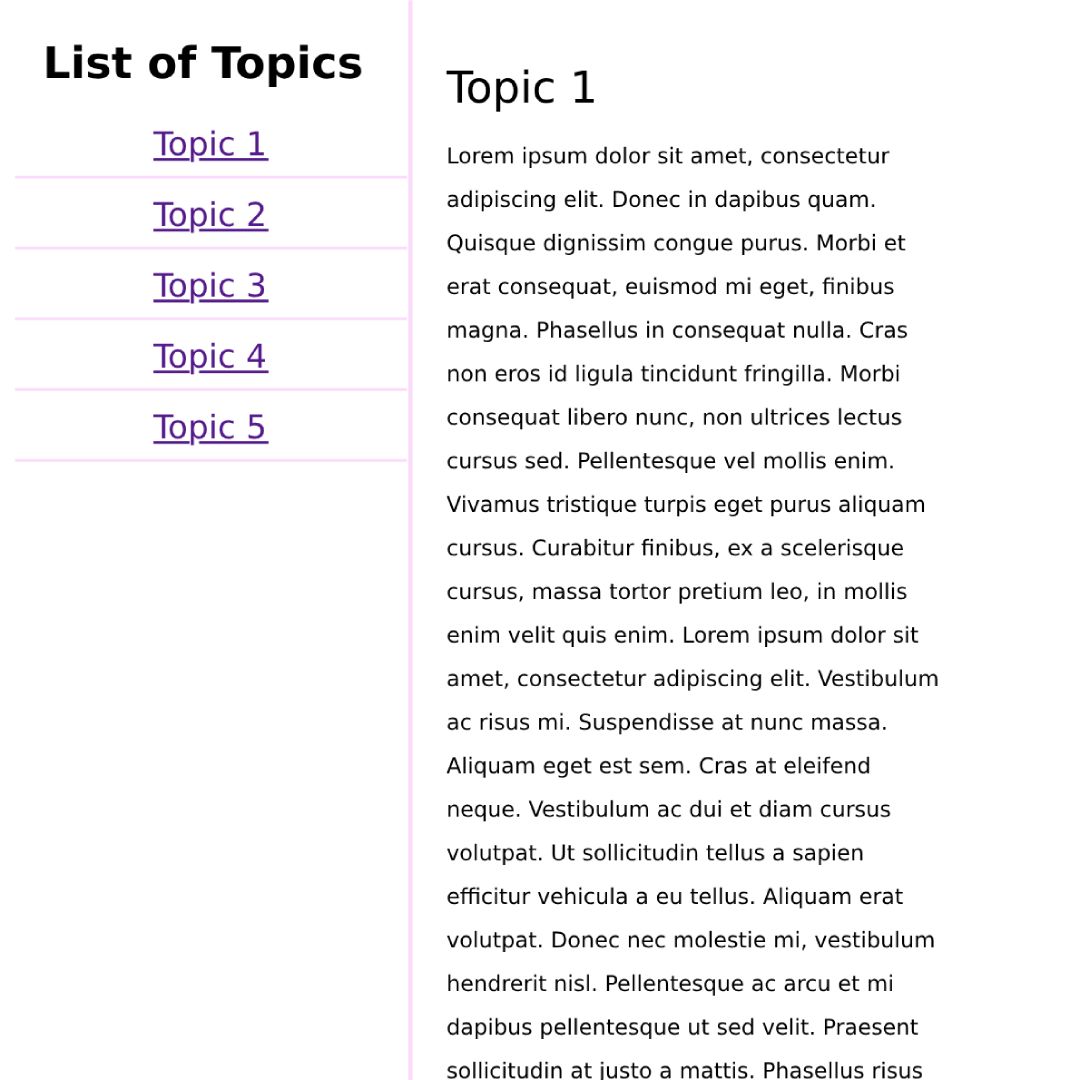 List of Topics
Topic 1
Topic 2
Topic 3
Topic 4
Topic 5
Topic 1
Lorem ipsum dolor sit amet, consectetur
adipiscing elit. Donec in dapibus quam.
Quisque dignissim congue purus. Morbi et
erat consequat, euismod mi eget, finibus
magna. Phasellus in consequat nulla. Cras
non eros id ligula tincidunt fringilla. Morbi
consequat libero nunc, non ultrices lectus
cursus sed. Pellentesque vel mollis enim.
Vivamus tristique turpis eget purus aliquam
cursus. Curabitur finibus, ex a scelerisque
cursus, massa tortor pretium leo, in mollis
enim velit quis enim. Lorem ipsum dolor sit
amet, consectetur adipiscing elit. Vestibulum
ac risus mi. Suspendisse at nunc massa.
Aliquam eget est sem. Cras at eleifend
neque. Vestibulum ac dui et diam cursus
volutpat. Ut sollicitudin tellus a sapien
efficitur vehicula a eu tellus. Aliquam erat
volutpat. Donec nec molestie mi, vestibulum
hendrerit nisl. Pellentesque ac arcu et mi
dapibus pellentesque ut sed velit. Praesent
sollicitudin at justo a mattis. Phasellus risus